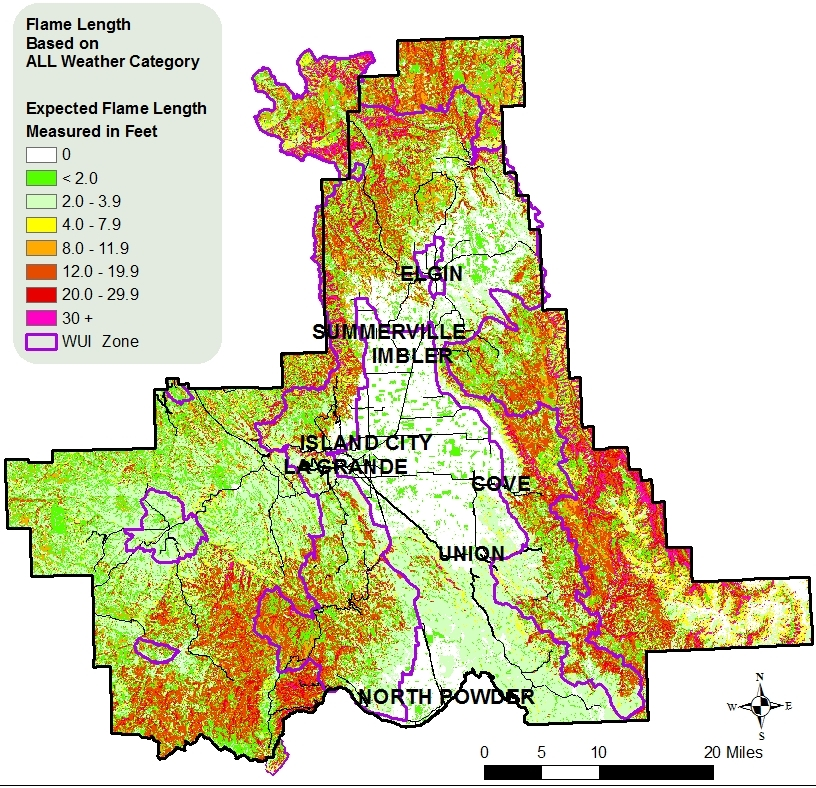 Flame Length
Based on
ALL Weather Category
Expected Flame Length
Measured in Feet
0
< 2.0
2.0 - 3.9
4.0 - 7.9
8.0 - 11.9
12.0 - 19.9
20.0 - 29.9
30 +
WUI Zone
ELGIN
SUMMERVILLE
IMBLER
ISLAND CITY
LA GRANDE
COVE
UNION
NORTH POWDER
N
W E
S
0 5 10 20 Miles